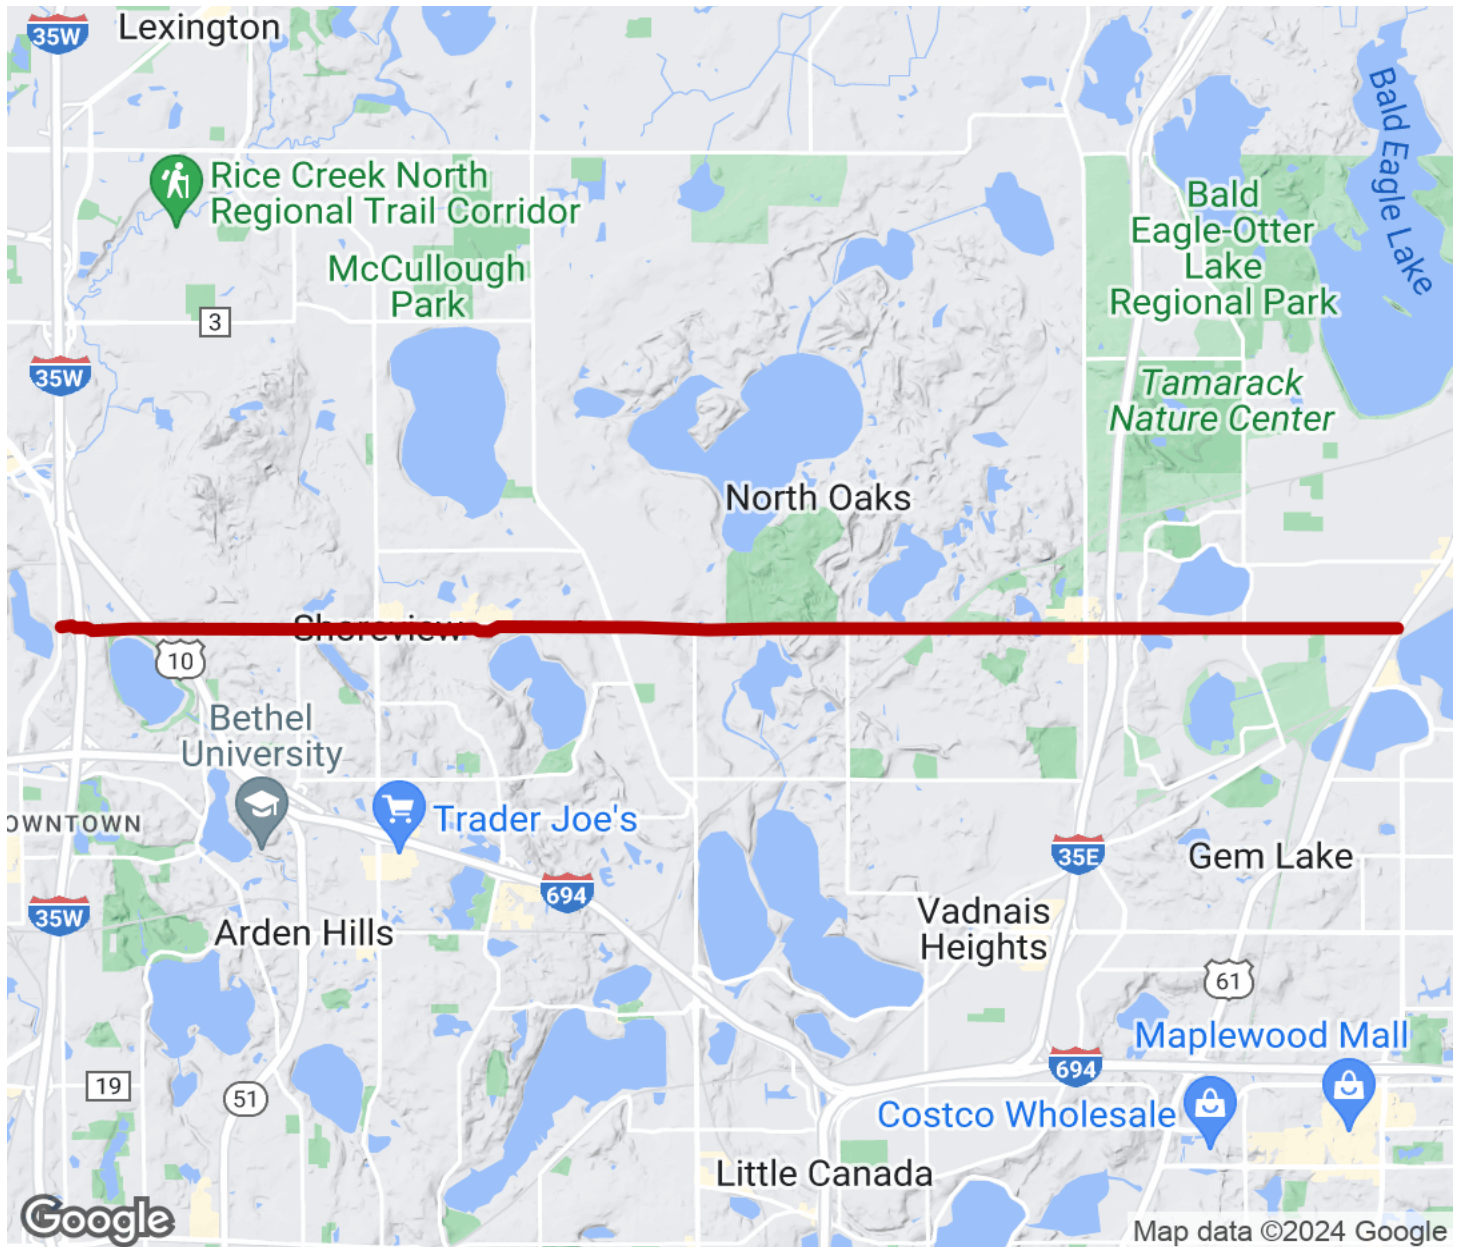 35W
Lexington
Rice Creek North
Regional Trail Corridor
McCullough
Park
3
35W
Bald
Eagle-Otter
Lake
Regional Park
Bald Eagle Lake
Tamarack
Nature Center
North Oaks
Shoreview
10
Bethel
University
OWNTOWN
Trader Joe's
35E
Gem Lake
694
35W
Arden Hills
Vadnais
Heights
61
Maplewood Mall
694
19
51
Costco Wholesale
Little Canada
Google
Map data ©2024 Google